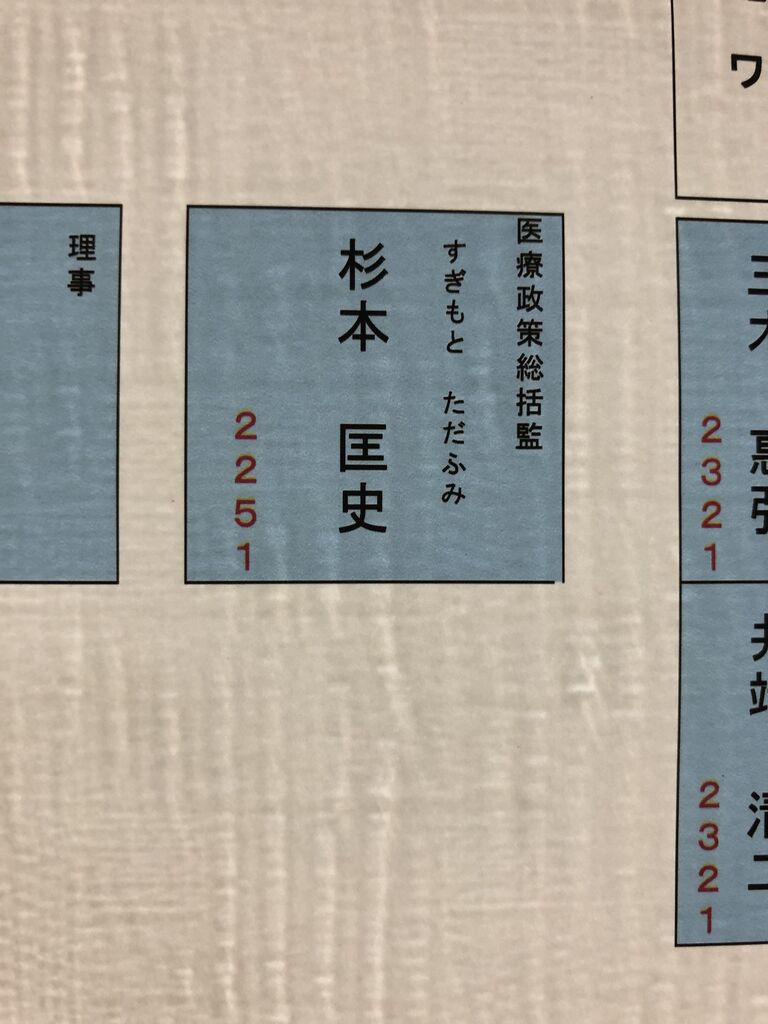 ワ
2321
2321
医療政策総括監
すぎもと ただふみ
杉本 匡史
2251
理事